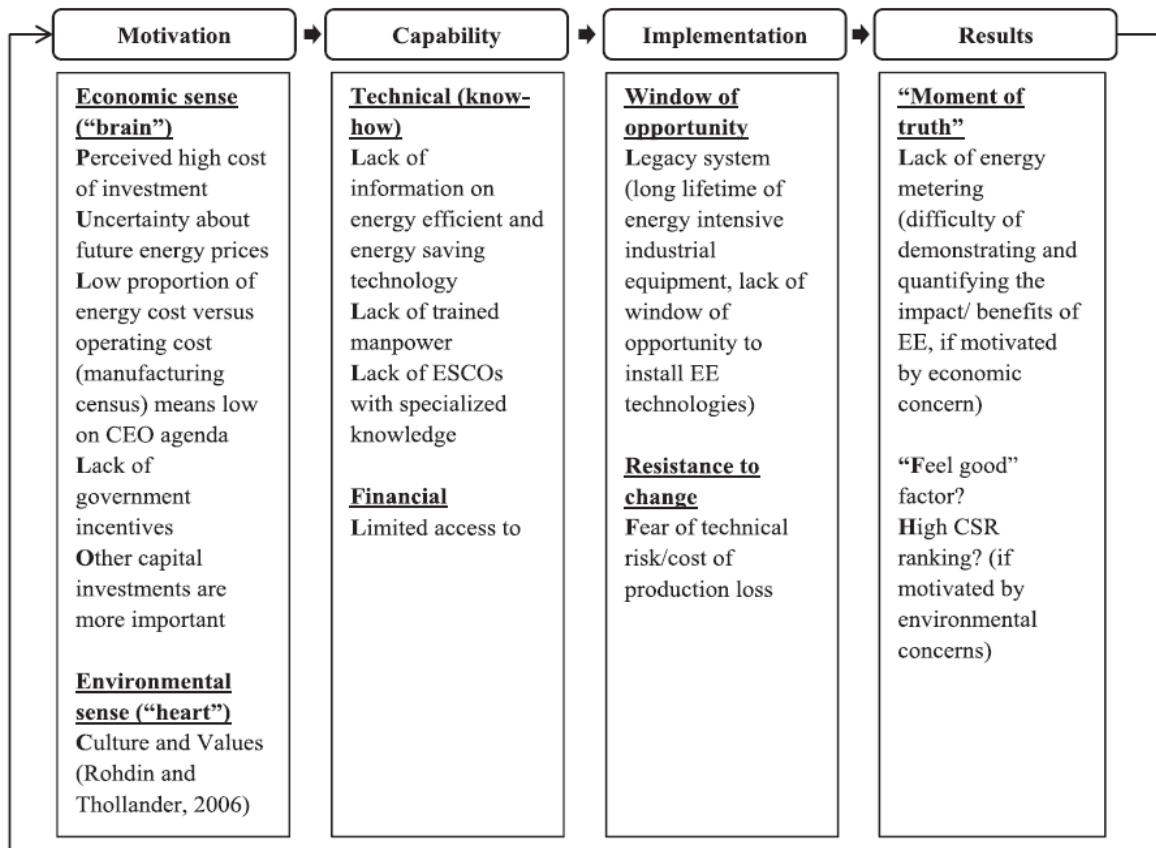 Motivation
Capability
Implementation
Results
Economic sense
(“brain”)
Perceived high cost
of investment
Uncertainty about
future energy prices
Low proportion of
energy cost versus
operating cost
(manufacturing
census) means low
on CEO agenda
Lack of
government
incentives
Other capital
investments are
more important
Environmental
sense (“heart”)
Culture and Values
(Rohdin and
Thollander, 2006)
Technical (know-
how)
Lack of
information on
energy efficient and
energy saving
technology
Lack of trained
manpower
Lack of ESCOs
with specialized
knowledge
Financial
Limited access to
Window of
opportunity
Legacy system
(long lifetime of
energy intensive
industrial
equipment, lack of
window of
opportunity to
install EE
technologies)
Resistance to
change
Fear of technical
risk/cost of
production loss
“Moment of
truth”
Lack of energy
metering
(difficulty of
demonstrating and
quantifying the
impact/ benefits of
EE, if motivated
by economic
concern)
“Feel good”
factor?
High CSR
ranking? (if
motivated by
environmental
concerns)